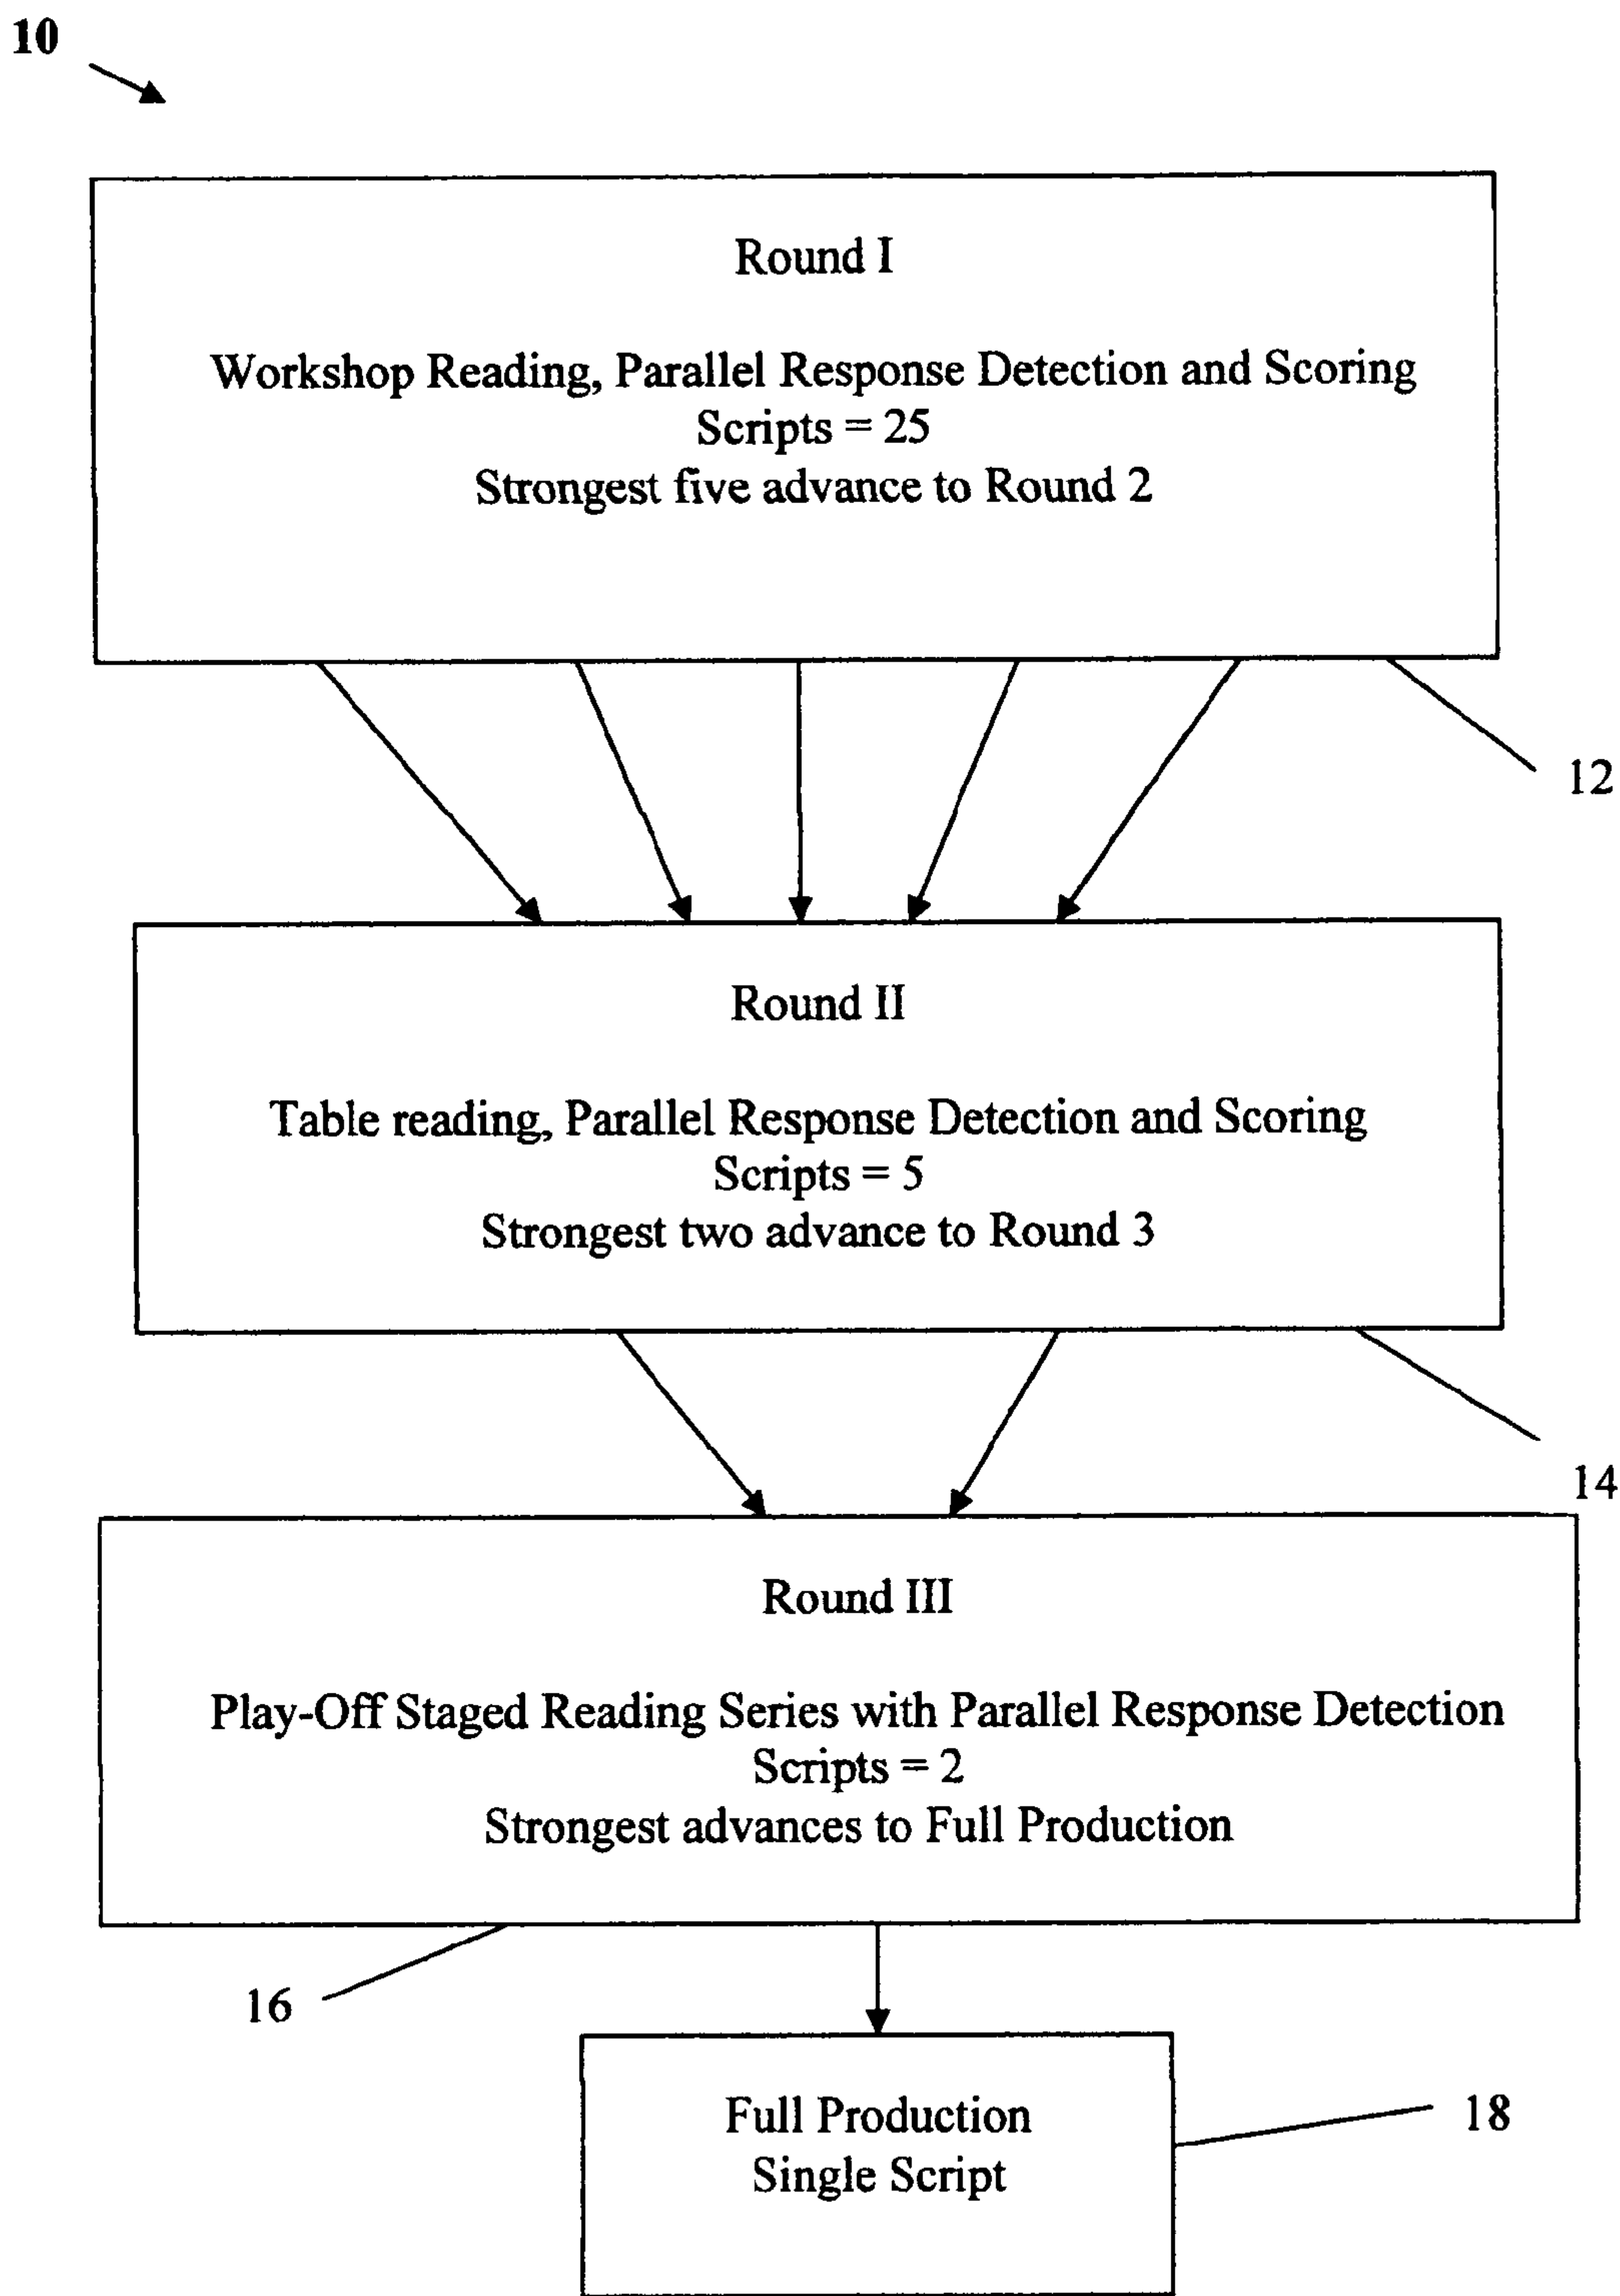 10
Round I
Workshop Reading, Parallel Response Detection and Scoring
Scripts = 25
Strongest five advance to Round 2
12
Round II
Table reading, Parallel Response Detection and Scoring
Scripts = 5
Strongest two advance to Round 3
14
Round III
Play-Off Staged Reading Series with Parallel Response Detection
Scripts = 2
Strongest advances to Full Production
16
Full Production
Single Script
18